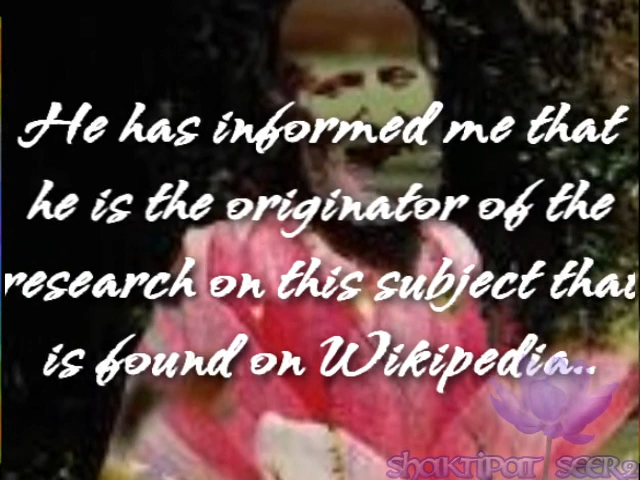 He has informed me that
he is the originator of the
research on this subject that
is found on Wikipedia..
SHAKTIPAT SEER9